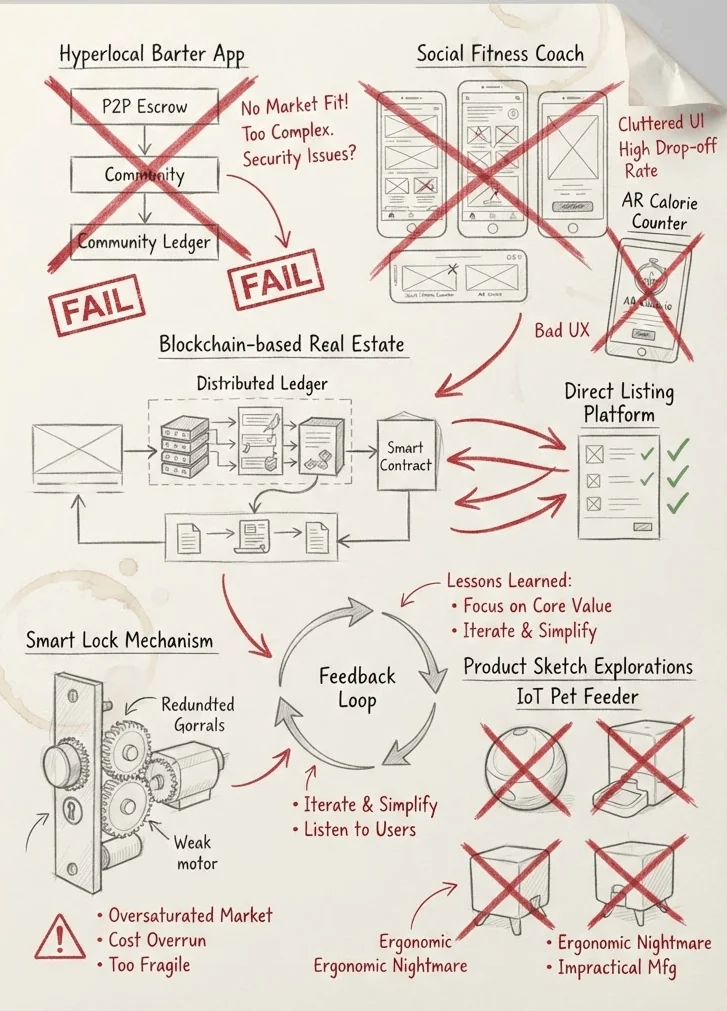 Hyperlocal Barter App
P2P Escrow
Community
Community Ledger
No Market Fit!
Too Complex.
Security Issues?
FAIL
FAIL
Social Fitness Coach
Cluttered UI
High Drop-off
Rate
AR Calorie
Counter
Bad UX
Blockchain-based Real Estate
Distributed Ledger
Smart
Contract
Direct Listing
Platform
Lessons Learned:
• Focus on Core Value
• Iterate & Simplify
Feedback
Loop
• Iterate & Simplify
• Listen to Users
Smart Lock Mechanism
Redundted
Gorrals
Weak
motor
• Oversaturated Market
• Cost Overrun
• Too Fragile
Product Sketch Explorations
IoT Pet Feeder
Ergonomic
Ergonomic Nightmare
• Ergonomic Nightmare
• Impractical Mfg